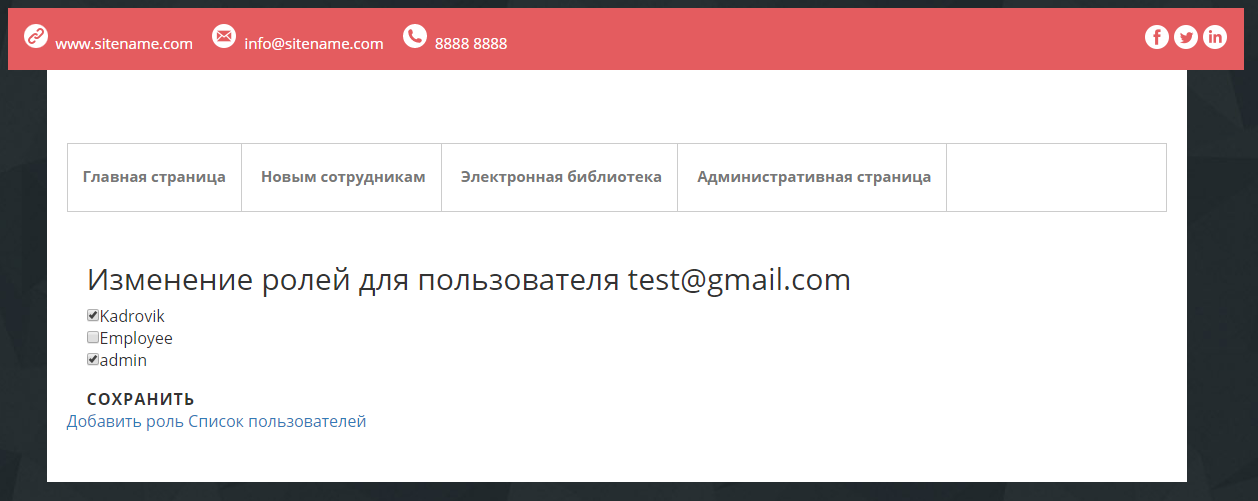 www.sitename.com info@sitename.com 8888 8888
Главная страница Новым сотрудникам Электронная библиотека Административная страница
Изменение ролей для пользователя test@gmail.com
Kadrovik
Employee
admin
СОХРАНИТЬ
Добавить роль Список пользователей